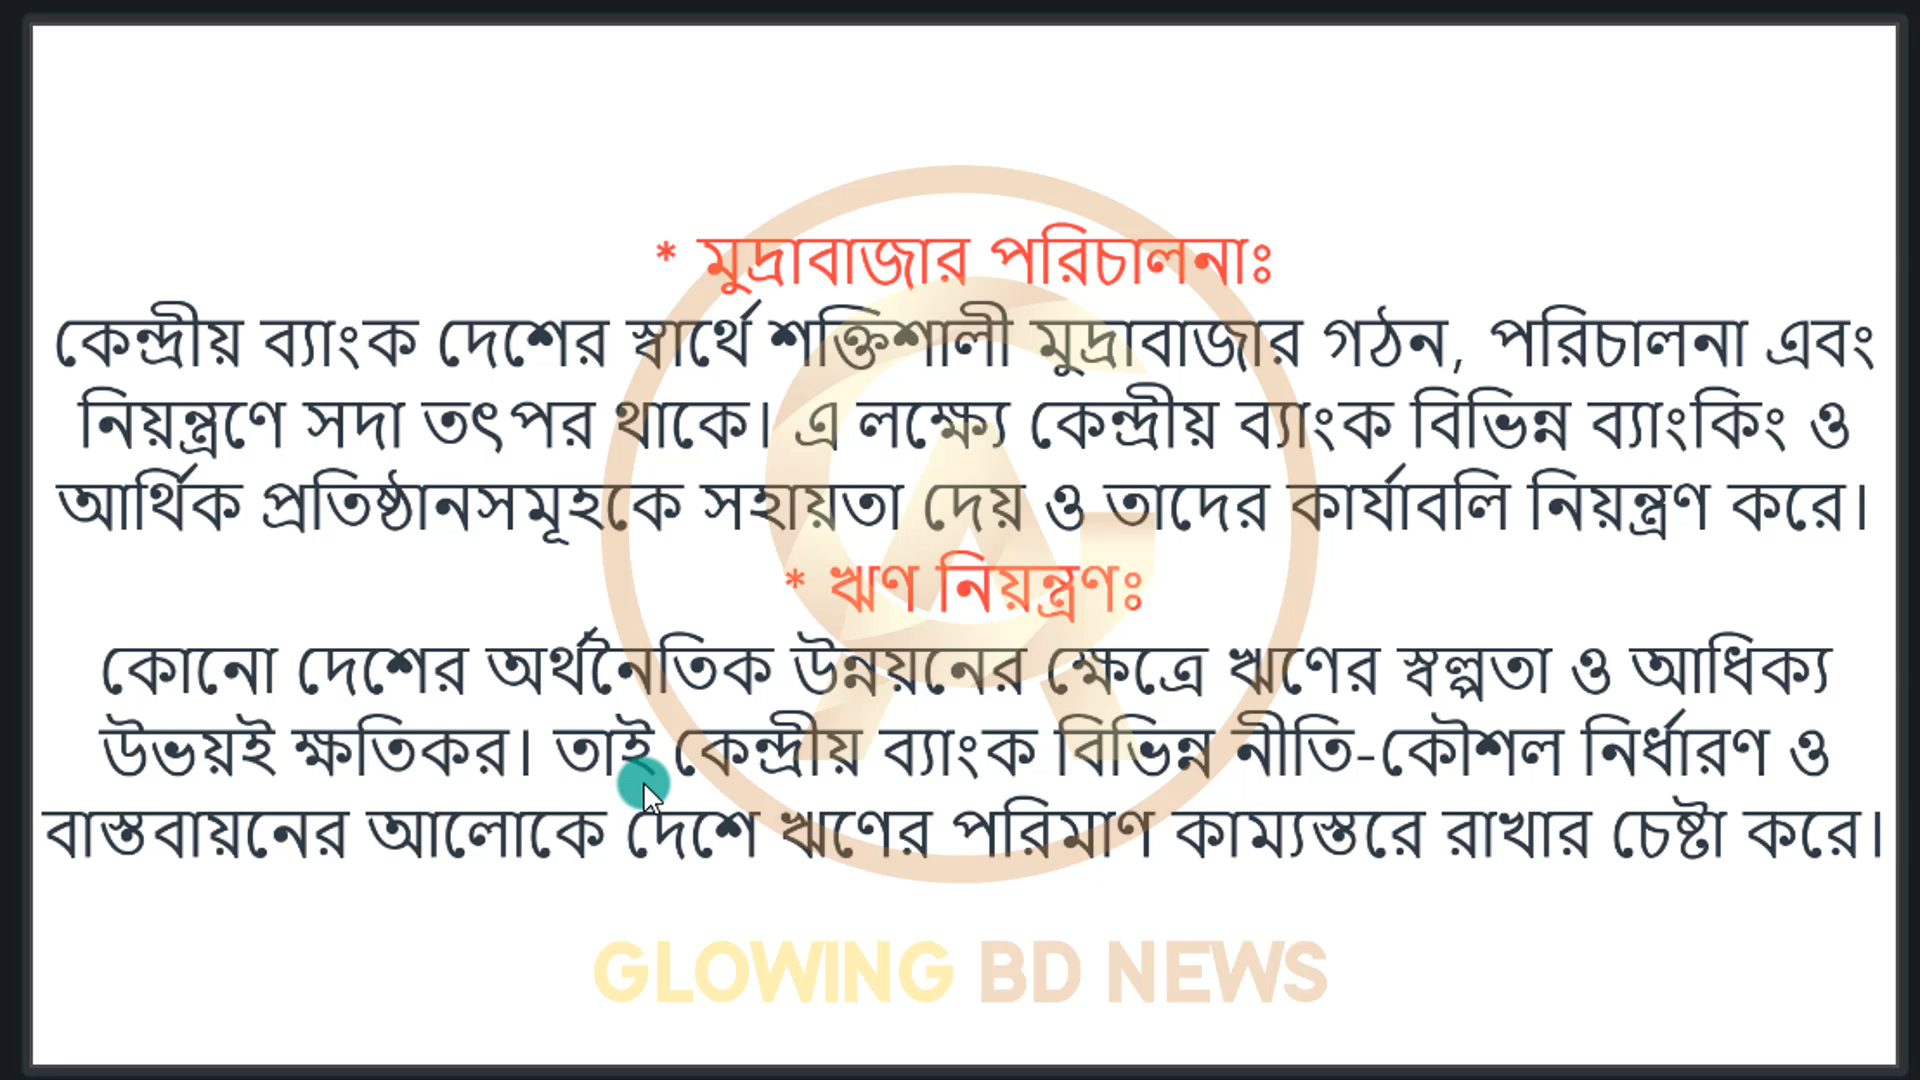 * মুদ্রাবাজার পরিচালনাঃ
কেন্দ্রীয় ব্যাংক দেশের স্বার্থে শক্তিশালী মুদ্রাবাজার গঠন, পরিচালনা এবং
নিয়ন্ত্রণে সদা তৎপর থাকে। এ লক্ষ্যে কেন্দ্রীয় ব্যাংক বিভিন্ন ব্যাংকিং ও
আর্থিক প্রতিষ্ঠানসমূহকে সহায়তা দেয় ও তাদের কার্যাবলি নিয়ন্ত্রণ করে।
* ঋণ নিয়ন্ত্রণঃ
কোনো দেশের অর্থনৈতিক উন্নয়নের ক্ষেত্রে ঋণের স্বল্পতা ও আধিক্য
উভয়ই ক্ষতিকর। তাই কেন্দ্রীয় ব্যাংক বিভিন্ন নীতি-কৌশল নির্ধারণ ও
বাস্তবায়নের আলোকে দেশে ঋণের পরিমাণ কাম্যস্তরে রাখার চেষ্টা করে।
GLOWING BD NEWS